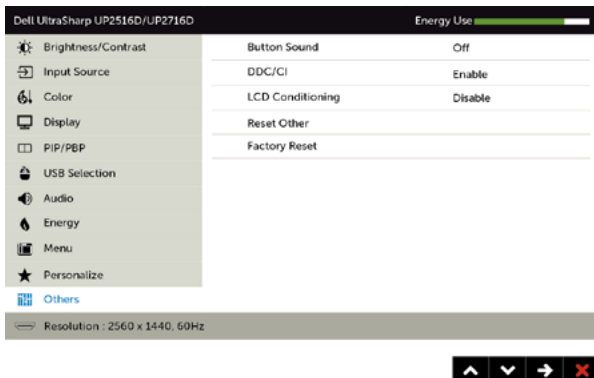 Dell UltraSharp UP2516D/UP2716D Energy Use
Brightness/Contrast Button Sound Off
Input Source DDC/CI Enable
Color LCD Conditioning Disable
Display Reset Other
PIP/PBP Factory Reset
USB Selection
Audio
Energy
Menu
Personalize
Others
Resolution : 2560 x 1440, 60Hz